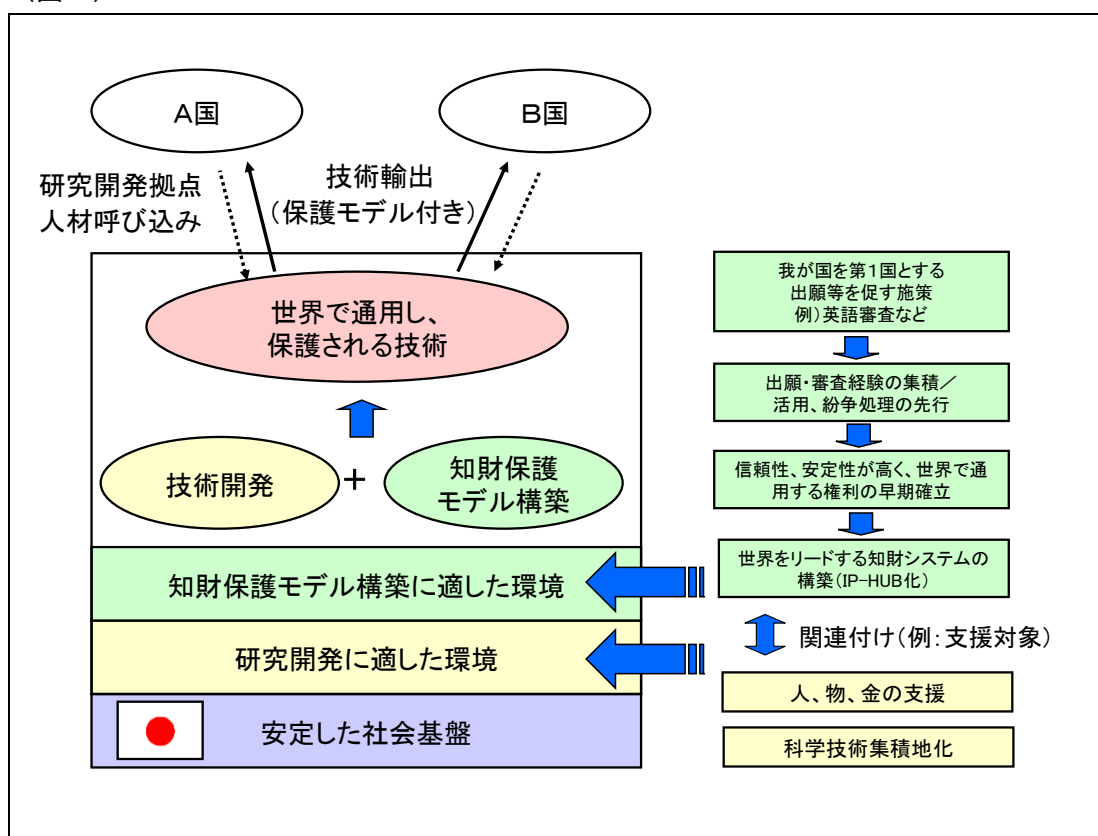 A国
B国
研究開発拠点
人材呼び込み
技術輸出
（保護モデル付き）
世界で通用し、
保護される技術
技術開発
+
知財保護
モデル構築
知財保護モデル構築に適した環境
研究開発に適した環境
安定した社会基盤
我が国を第１国とする
出願等を促す施策
例）英語審査など
出願・審査経験の集積／
活用、紛争処理の先行
信頼性、安定性が高く、世界で通
用する権利の早期確立
世界をリードする知財システムの
構築（IP-HUB化）
関連付け（例：支援対象）
人、物、金の支援
科学技術集積地化